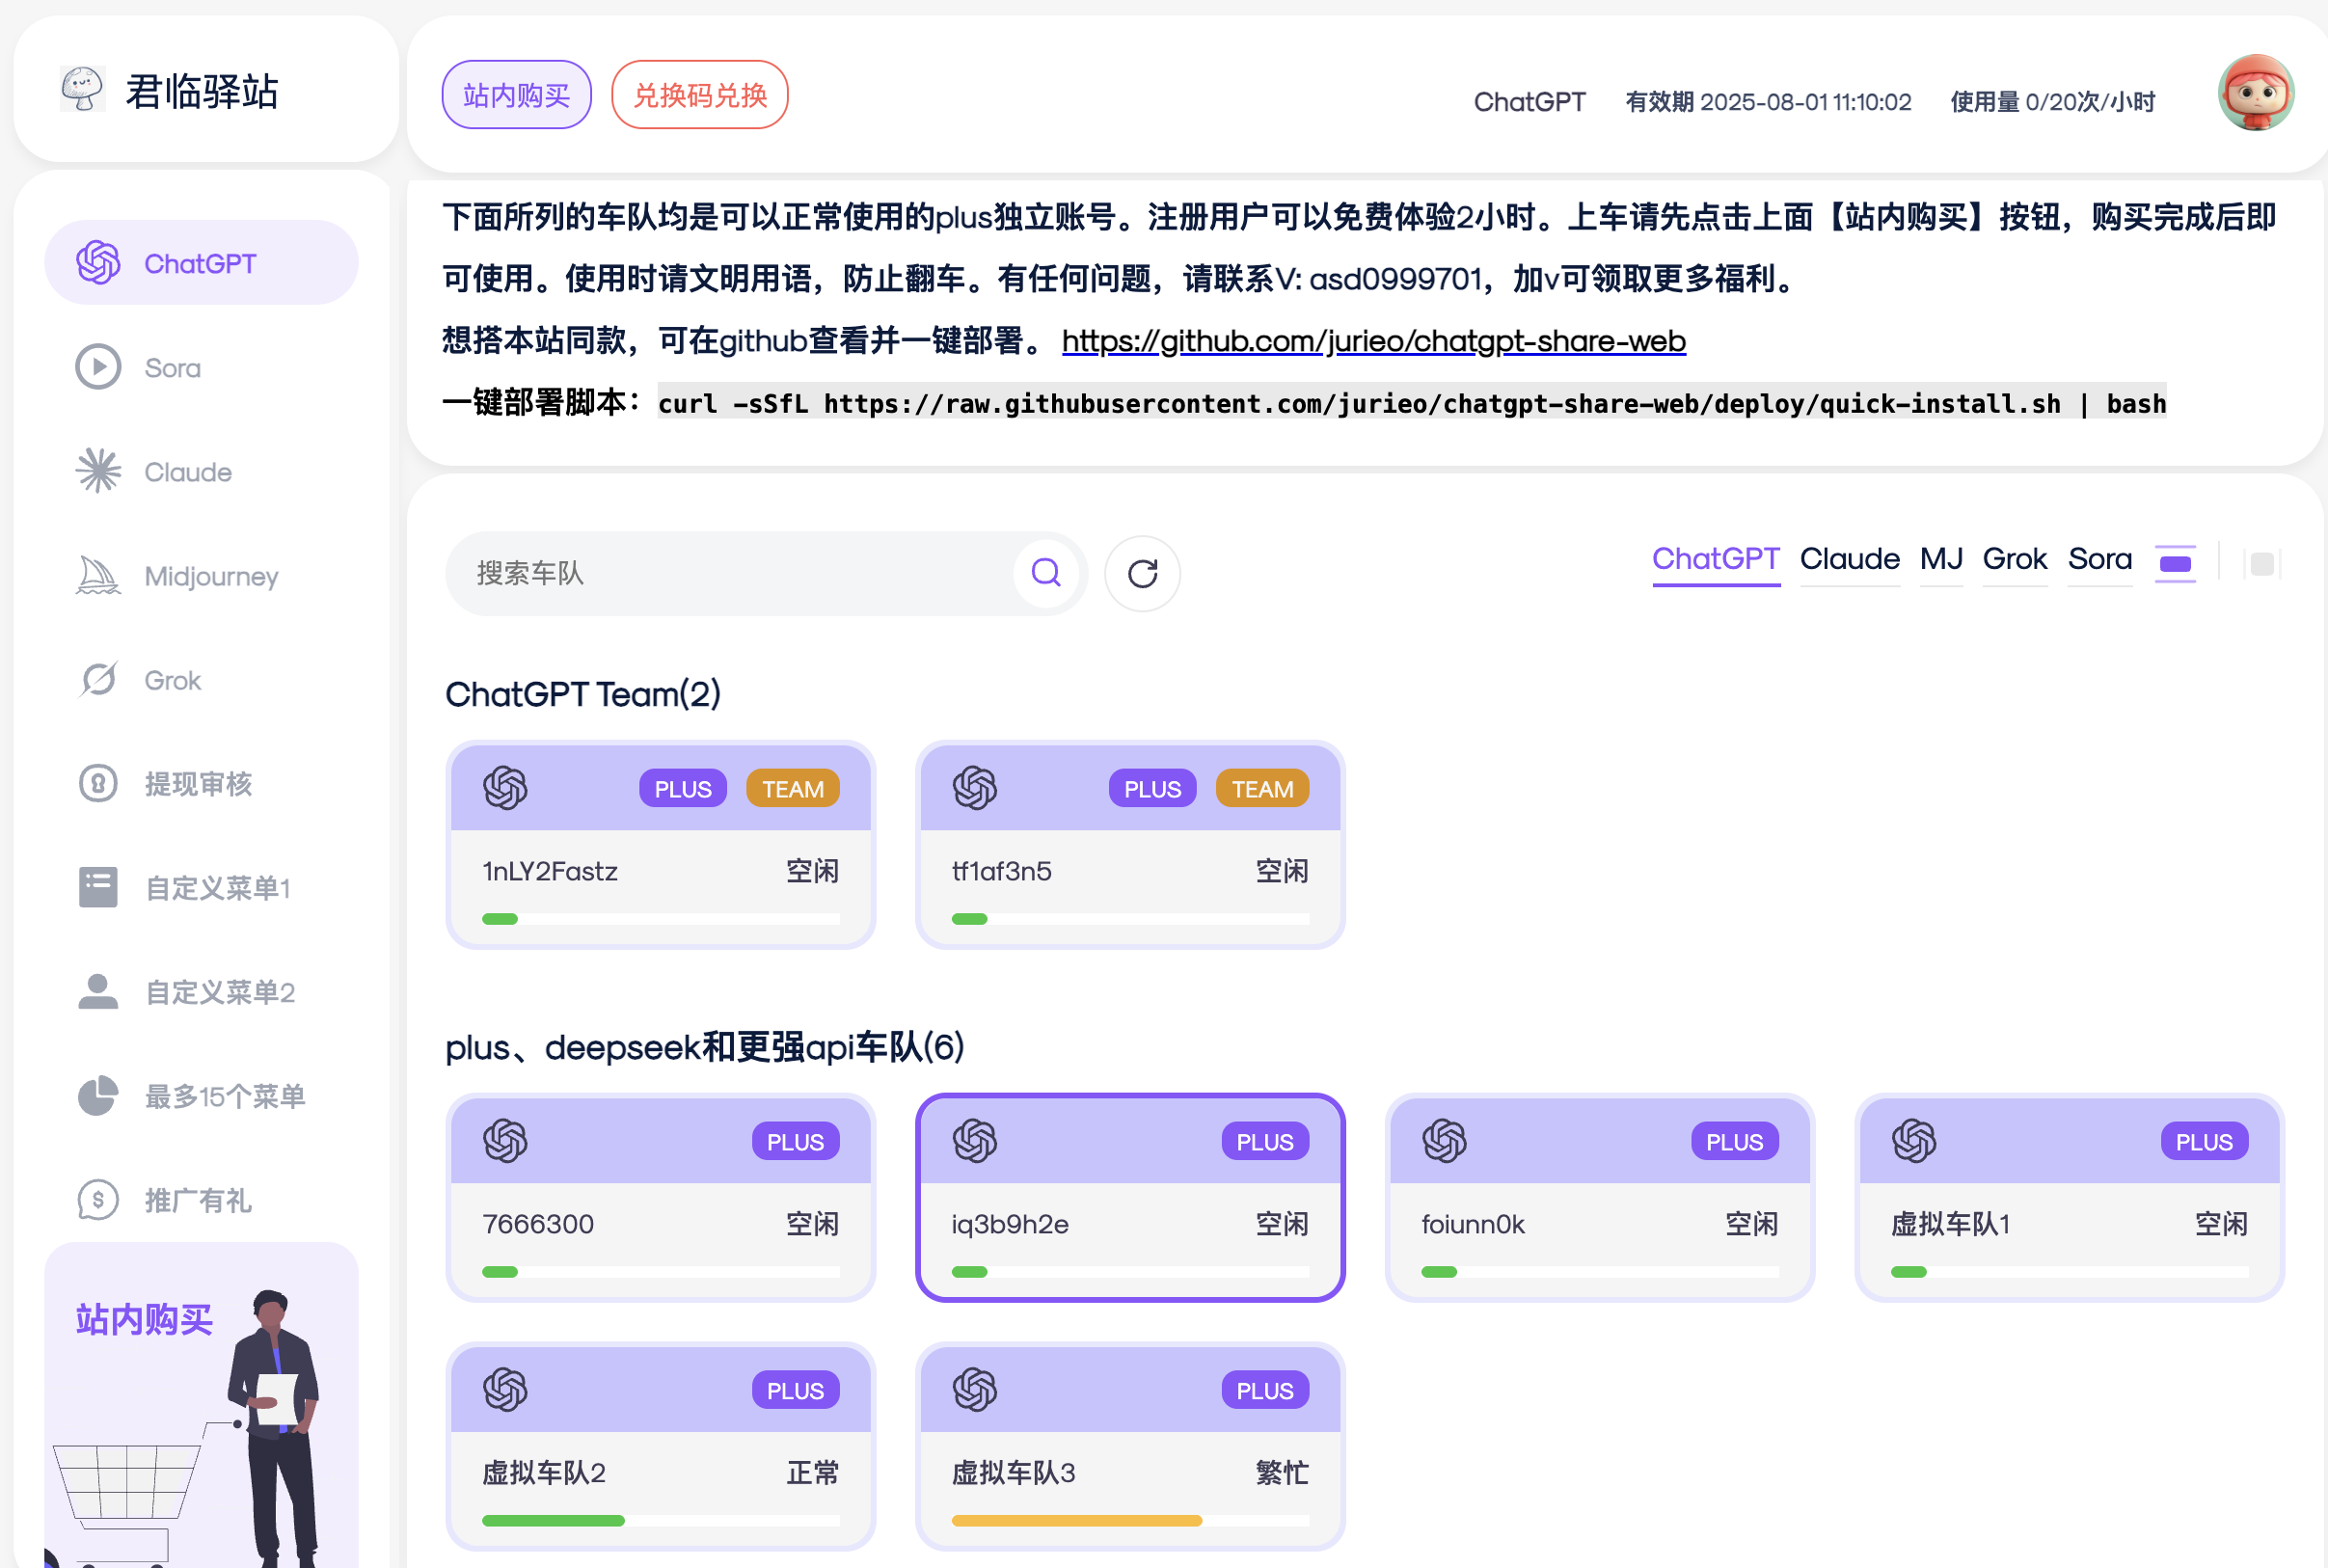 君临驿站
站内购买
兑换码兑换
ChatGPT
有效期 2025-08-01 11:10:02
使用量 0/20次/小时
ChatGPT
Sora
Claude
Midjourney
Grok
提现审核
自定义菜单1
自定义菜单2
最多15个菜单
推广有礼
站内购买
下面所列的车队均是可以正常使用的plus独立账号。注册用户可以免费体验2小时。上车请先点击上面【站内购买】按钮，购买完成后即
可使用。使用时请文明用语，防止翻车。有任何问题，请联系V: asd0999701，加v可领取更多福利。
想搭本站同款，可在github查看并一键部署。 https://github.com/jurieo/chatgpt-share-web
一键部署脚本：curl -sSfL https://raw.githubusercontent.com/jurieo/chatgpt-share-web/deploy/quick-install.sh | bash
搜索车队
ChatGPT Claude MJ Grok Sora
ChatGPT Team(2)
PLUS TEAM
1nLY2Fastz 空闲
PLUS TEAM
tf1af3n5 空闲
plus、deepseek和更强api车队(6)
PLUS
7666300 空闲
PLUS
iq3b9h2e 空闲
PLUS
foiunn0k 空闲
PLUS
虚拟车队1 空闲
PLUS
虚拟车队2 正常
PLUS
虚拟车队3 繁忙